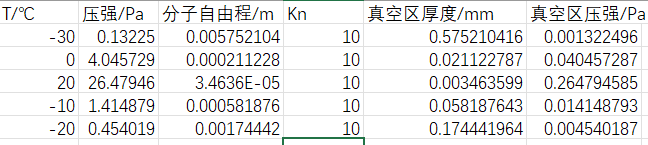 T/℃ 压强/Pa 分子自由程/m Kn 真空区厚度/mm 真空区压强/Pa
-30 0.13225 0.005752104 10 0.575210416 0.001322496
0 4.045729 0.000211228 10 0.021122787 0.040457287
20 26.47946 3.4636E-05 10 0.003463599 0.264794585
-10 1.414879 0.000581876 10 0.058187643 0.014148793
-20 0.454019 0.00174442 10 0.174441964 0.004540187